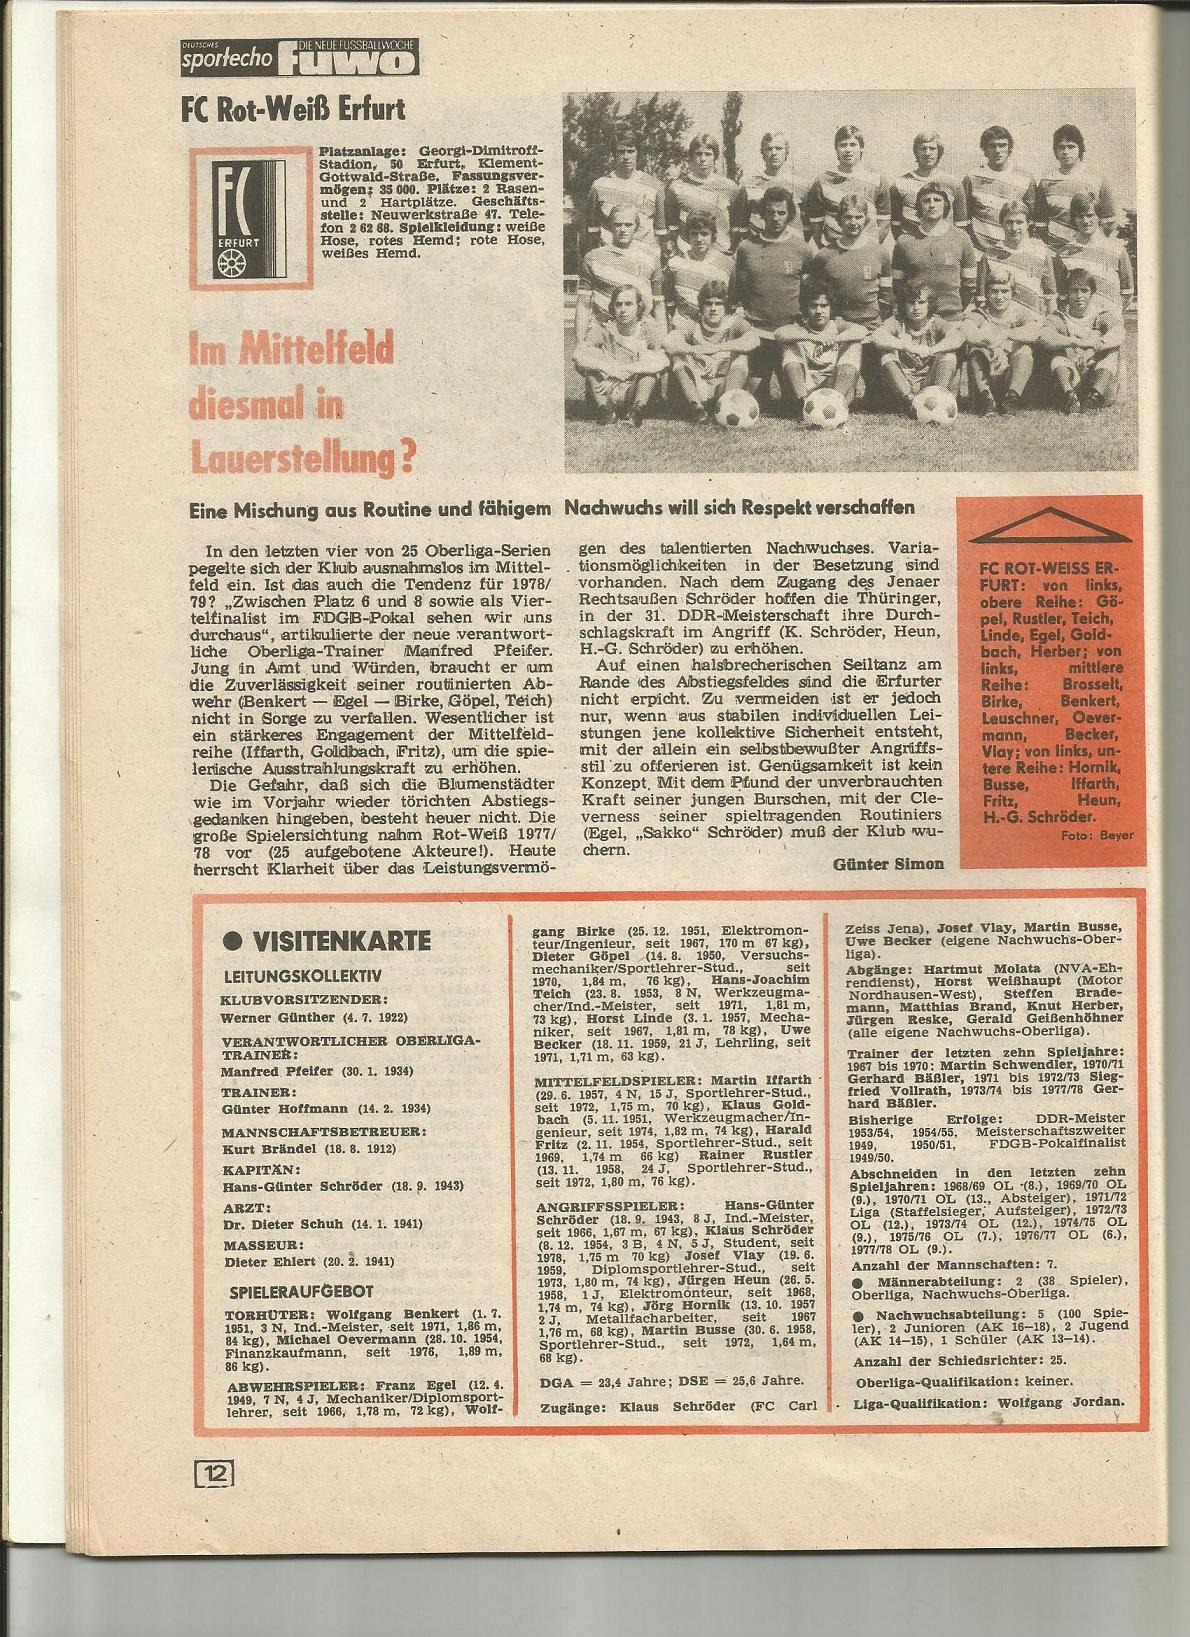 DEUTSCHES
sportecho
DIE NEUE FUSSBALLWOCHE
fuwo
FC Rot-Weiß Erfurt
FC
ERFURT
Platzanlage: Georgi-Dimitroff-
Stadion, 50 Erfurt, Klement-
Gottwald-Straße. Fassungsver-
mögen: 35 000. Plätze: 2 Rasen-
und 2 Hartplätze. Geschäfts-
stelle: Neuwerkstraße 47. Tele-
fon 2 62 68. Spielkleidung: weiße
Hose, rotes Hemd; rote Hose,
weißes Hemd.
Im Mittelfeld
diesmal in
Lauerstellung?
Eine Mischung aus Routine und fähigem Nachwuchs will sich Respekt verschaffen
In den letzten vier von 25 Oberliga-Serien
pegelte sich der Klub ausnahmslos im Mittel-
feld ein. Ist das auch die Tendenz für 1978/
79? „Zwischen Platz 6 und 8 sowie als Vier-
telfinalist im FDGB-Pokal sehen wir uns
durchaus“, artikulierte der neue verantwort-
liche Oberliga-Trainer Manfred Pfeifer.
Jung in Amt und Würden, braucht er um
die Zuverlässigkeit seiner routinierten Ab-
wehr (Benkert — Egel — Birke, Göpel, Teich)
nicht in Sorge zu verfallen. Wesentlicher ist
ein stärkeres Engagement der Mittelfeld-
reihe (Iffarth, Goldbach, Fritz), um die spie-
lerische Ausstrahlungskraft zu erhöhen.
Die Gefahr, daß sich die Blumenstädter
wie im Vorjahr wieder törichten Abstiegs-
gedanken hingeben, besteht heuer nicht. Die
große Spielersichtung nahm Rot-Weiß 1977/
78 vor (25 aufgebotene Akteure!). Heute
herrscht Klarheit über das Leistungsvermö-
gen des talentierten Nachwuchses. Varia-
tionsmöglichkeiten in der Besetzung sind
vorhanden. Nach dem Zugang des Jenaer
Rechtsaußen Schröder hoffen die Thüringer,
in der 31. DDR-Meisterschaft ihre Durch-
schlagskraft im Angriff (K. Schröder, Heun,
H.-G. Schröder) zu erhöhen.
Auf einen halsbrecherischen Seiltanz am
Rande des Abstiegsfeldes sind die Erfurter
nicht erpicht. Zu vermeiden ist er jedoch
nur, wenn aus stabilen individuellen Lei-
stungen jene kollektive Sicherheit entsteht,
mit der allein ein selbstbewußter Angriffs-
stil zu offerieren ist. Genügsamkeit ist kein
Konzept. Mit dem Pfund der unverbrauchten
Kraft seiner jungen Burschen, mit der Cle-
verness seiner spieltragenden Routiniers
(Egel, „Sakko“ Schröder) muß der Klub wu-
chern.
Günter Simon
FC ROT-WEISS ER-
FURT: von links,
obere Reihe: Gö-
pel, Rustler, Teich,
Linde, Egel, Gold-
bach, Herber; von
links, mittlere
Reihe: Brosselt,
Birke, Benkert,
Leuschner, Oever-
mann, Becker,
Vlay; von links, un-
tere Reihe: Hornik,
Busse, Iffarth,
Fritz, Heun,
H.-G. Schröder.
Foto: Beyer
● VISITENKARTE
LEITUNGSKOLLEKTIV
KLUBVORSITZENDER:
Werner Günther (4. 7. 1922)
VERANTWORTLICHER OBERLIGA-
TRAINER:
Manfred Pfeifer (30. 1. 1934)
TRAINER:
Günter Hoffmann (14. 2. 1934)
MANNSCHAFTSBETREUER:
Kurt Brändel (18. 8. 1912)
KAPITÄN:
Hans-Günter Schröder (18. 9. 1943)
ARZT:
Dr. Dieter Schuh (14. 1. 1941)
MASSEUR:
Dieter Ehlert (20. 2. 1941)
SPIELERAUFGEBOT
TORHÜTER: Wolfgang Benkert (1. 7.
1951, 3 N, Ind.-Meister, seit 1971, 1,86 m,
84 kg), Michael Oevermann (28. 10. 1954,
Finanzkaufmann, seit 1976, 1,89 m,
86 kg).
ABWEHRSPIELER: Franz Egel (12. 4.
1949, 7 N, 4 J, Mechaniker/Diplomsport-
lehrer, seit 1966, 1,78 m, 72 kg), Wolf-
gang Birke (25. 12. 1951, Elektromon-
teur/Ingenieur, seit 1967, 170 m 67 kg),
Dieter Göpel (14. 8. 1950, Versuchs-
mechaniker/Sportlehrer-Stud., seit
1970, 1,84 m, 76 kg), Hans-Joachim
Teich (23. 8. 1953, 8 N, Werkzeugma-
cher/Ind.-Meister, seit 1971, 1,81 m,
73 kg), Horst Linde (3. 1. 1957, Mecha-
niker, seit 1967, 1,81 m, 78 kg), Uwe
Becker (18. 11. 1959, 21 J, Lehrling, seit
1971, 1,71 m, 63 kg).
MITTELFELDSPIELER: Martin Iffarth
(29. 6. 1957, 4 N, 15 J, Sportlehrer-Stud.,
seit 1972, 1,75 m, 70 kg), Klaus Gold-
bach (5. 11. 1951, Werkzeugmacher/In-
genieur, seit 1974, 1,82 m, 74 kg), Harald
Fritz (2. 11. 1954, Sportlehrer-Stud., seit
1969, 1,74 m 66 kg) Rainer Rustler
(13. 11. 1958, 24 J, Sportlehrer-Stud.,
seit 1972, 1,80 m, 76 kg).
ANGRIFFSSPIELER: Hans-Günter
Schröder (18. 9. 1943, 8 J, Ind.-Meister,
seit 1966, 1,67 m, 67 kg), Klaus Schröder
(8. 12. 1954, 3 B, 4 N, 5 J, Student, seit
1978, 1,75 m 70 kg) Josef Vlay (19. 6.
1959, Diplomsportlehrer-Stud., seit
1973, 1,80 m, 74 kg), Jürgen Heun (26. 5.
1958, 1 J, Elektromonteur, seit 1968,
1,74 m, 74 kg), Jörg Hornik (13. 10. 1957
2 J, Metallfacharbeiter, seit 1967
1,76 m, 68 kg), Martin Busse (30. 6. 1958,
Sportlehrer-Stud., seit 1972, 1,64 m,
68 kg).
DGA = 23,4 Jahre; DSE = 25,6 Jahre.
Zugänge: Klaus Schröder (FC Carl
Zeiss Jena), Josef Vlay, Martin Busse,
Uwe Becker (eigene Nachwuchs-Ober-
liga).
Abgänge: Hartmut Molata (NVA-Eh-
rendienst), Horst Weißhaupt (Motor
Nordhausen-West), Steffen Brade-
mann, Matthias Brand, Knut Herber,
Jürgen Reske, Gerald Geißenhöhner
(alle eigene Nachwuchs-Oberliga).
Trainer der letzten zehn Spieljahre:
1967 bis 1970: Martin Schwendler, 1970/71
Gerhard Bäßler, 1971 bis 1972/73 Sieg-
fried Vollrath, 1973/74 bis 1977/78 Ger-
hard Bäßler.
Bisherige Erfolge: DDR-Meister
1953/54, 1954/55, Meisterschaftszweiter
1949, 1950/51, FDGB-Pokalfinalist
1949/50.
Abschneiden in den letzten zehn
Spieljahren: 1968/69 OL (8.), 1969/70 OL
(9.), 1970/71 OL (13., Absteiger), 1971/72
Liga (Staffelsieger, Aufsteiger), 1972/73
OL (12.), 1973/74 OL (12.), 1974/75 OL
(9.), 1975/76 OL (7.), 1976/77 OL (6.),
1977/78 OL (9.).
Anzahl der Mannschaften: 7.
● Männerabteilung: 2 (38 Spieler),
Oberliga, Nachwuchs-Oberliga.
● Nachwuchsabteilung: 5 (100 Spie-
ler), 2 Junioren (AK 16–18), 2 Jugend
(AK 14–15), 1 Schüler (AK 13–14).
Anzahl der Schiedsrichter: 25.
Oberliga-Qualifikation: keiner.
Liga-Qualifikation: Wolfgang Jordan.
12